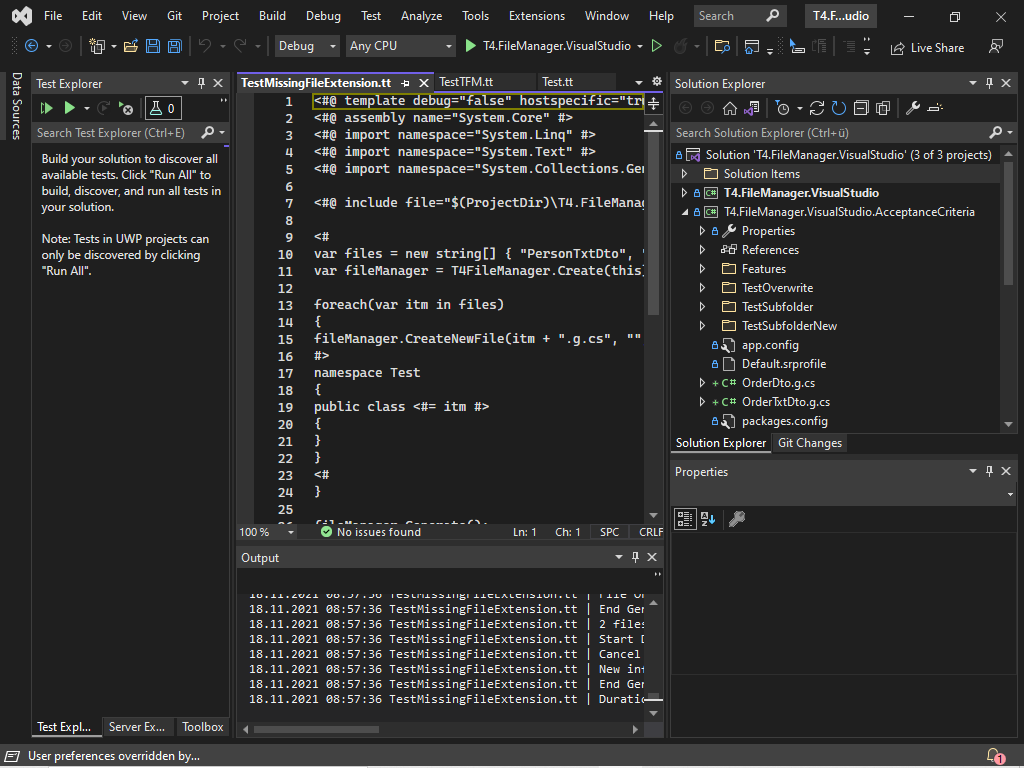 File Edit View Git Project Build Debug Test Analyze Tools Extensions Window Help Search T4.F...udio
Debug Any CPU T4.FileManager.VisualStudio Live Share
Data Sources
Test Explorer
0
Search Test Explorer (Ctrl+E)
Build your solution to discover all
available tests. Click "Run All" to
build, discover, and run all tests in
your solution.
Note: Tests in UWP projects can
only be discovered by clicking
"Run All".
Test Expl... Server Ex... Toolbox
TestMissingFileExtension.tt TestTFM.tt Test.tt
1 <#@ template debug="false" hostspecific="tr
2 <#@ assembly name="System.Core" #>
3 <#@ import namespace="System.Linq" #>
4 <#@ import namespace="System.Text" #>
5 <#@ import namespace="System.Collections.Ge
6
7 <#@ include file="$(ProjectDir)\T4.FileMana
8
9 <#
10 var files = new string[] { "PersonTxtDto",
11 var fileManager = T4FileManager.Create(this
12
13 foreach(var itm in files)
14 {
15 fileManager.CreateNewFile(itm + ".g.cs", ""
16 #>
17 namespace Test
18 {
19 public class <#= itm #>
20 {
21 }
22 }
23 <#
24 }
25
100 % No issues found Ln: 1 Ch: 1 SPC CRLF
Output
18.11.2021 08:57:36 TestMissingFileExtension.tt | File
18.11.2021 08:57:36 TestMissingFileExtension.tt | End Ge
18.11.2021 08:57:36 TestMissingFileExtension.tt | 2 files
18.11.2021 08:57:36 TestMissingFileExtension.tt | Start
18.11.2021 08:57:36 TestMissingFileExtension.tt | Cancel
18.11.2021 08:57:36 TestMissingFileExtension.tt | New in
18.11.2021 08:57:36 TestMissingFileExtension.tt | End Ge
18.11.2021 08:57:36 TestMissingFileExtension.tt | Durati
Solution Explorer
Search Solution Explorer (Ctrl+ü)
Solution 'T4.FileManager.VisualStudio' (3 of 3 projects)
Solution Items
C# T4.FileManager.VisualStudio
C# T4.FileManager.VisualStudio.AcceptanceCriteria
Properties
References
Features
TestOverwrite
TestSubfolder
TestSubfolderNew
app.config
Default.srprofile
+ C# OrderDto.g.cs
+ C# OrderTxtDto.g.cs
packages.config
Solution Explorer Git Changes
Properties
User preferences overridden by...
1